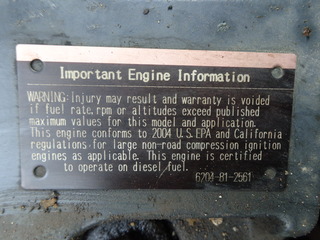 Important Engine Information
WARNING: Injury may result and warranty is voided
if fuel rate, rpm or altitudes exceed published
maximum values for this model and application.
This engine conforms to 2004 U.S. EPA and California
regulations for large non-road compression ignition
engines as applicable. This engine is certified
to operate on diesel fuel.
6204-81-2561